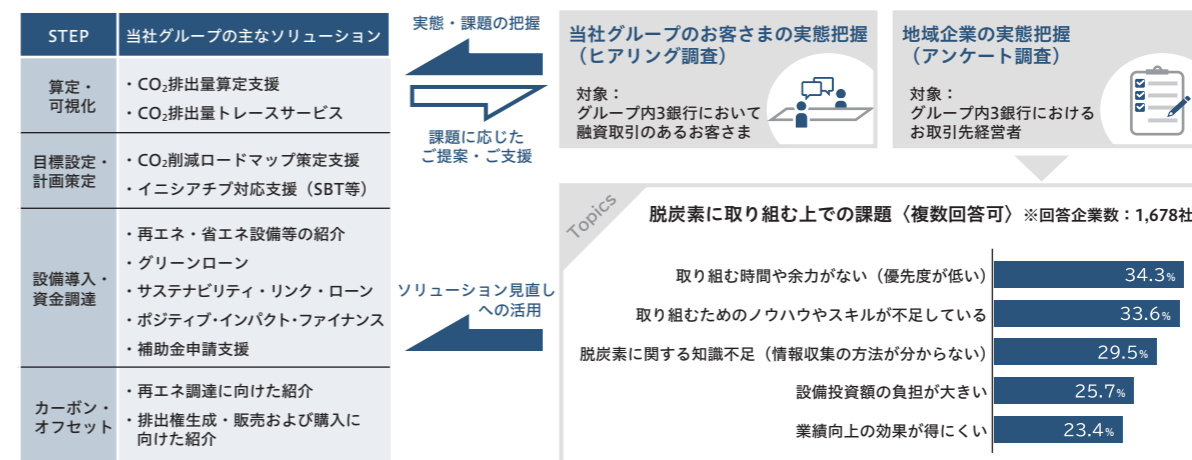 STEP
当社グループの主なソリューション
算定・
可視化
・CO₂排出量算定支援
・CO₂排出量トレースサービス
目標設定・
計画策定
・CO₂削減ロードマップ策定支援
・イニシアチブ対応支援（SBT等）
設備導入・
資金調達
・再エネ・省エネ設備等の紹介
・グリーンローン
・サステナビリティ・リンク・ローン
・ポジティブ・インパクト・ファイナンス
・補助金申請支援
カーボン・
オフセット
・再エネ調達に向けた紹介
・排出権生成・販売および購入に
向けた紹介
実態・課題の把握
課題に応じた
ご提案・ご支援
ソリューション見直し
への活用
当社グループのお客さまの実態把握
（ヒアリング調査）
対象：
グループ内3銀行において
融資取引のあるお客さま
地域企業の実態把握
（アンケート調査）
対象：
グループ内3銀行における
お取引先経営者
Topics
脱炭素に取り組む上での課題〈複数回答可〉※回答企業数：1,678社
取り組む時間や余力がない（優先度が低い） 34.3%
取り組むためのノウハウやスキルが不足している 33.6%
脱炭素に関する知識不足（情報収集の方法が分からない） 29.5%
設備投資額の負担が大きい 25.7%
業績向上の効果が得にくい 23.4%